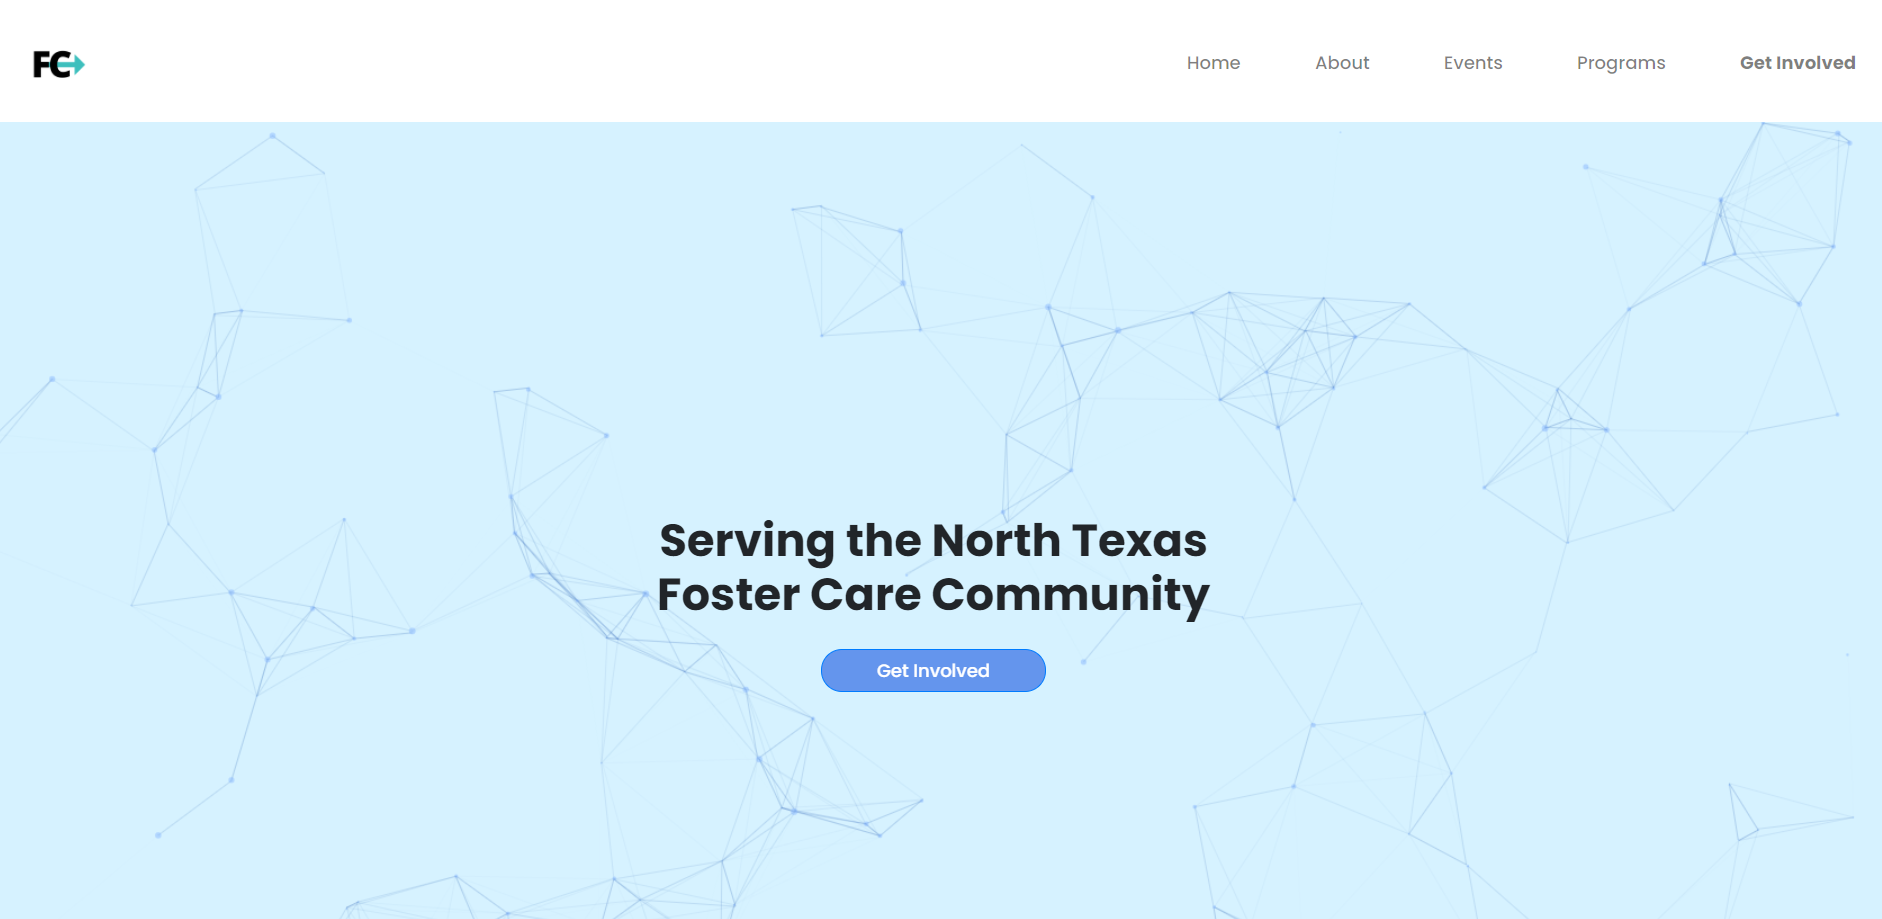 FC
Home About Events Programs Get Involved
Serving the North Texas
Foster Care Community
Get Involved